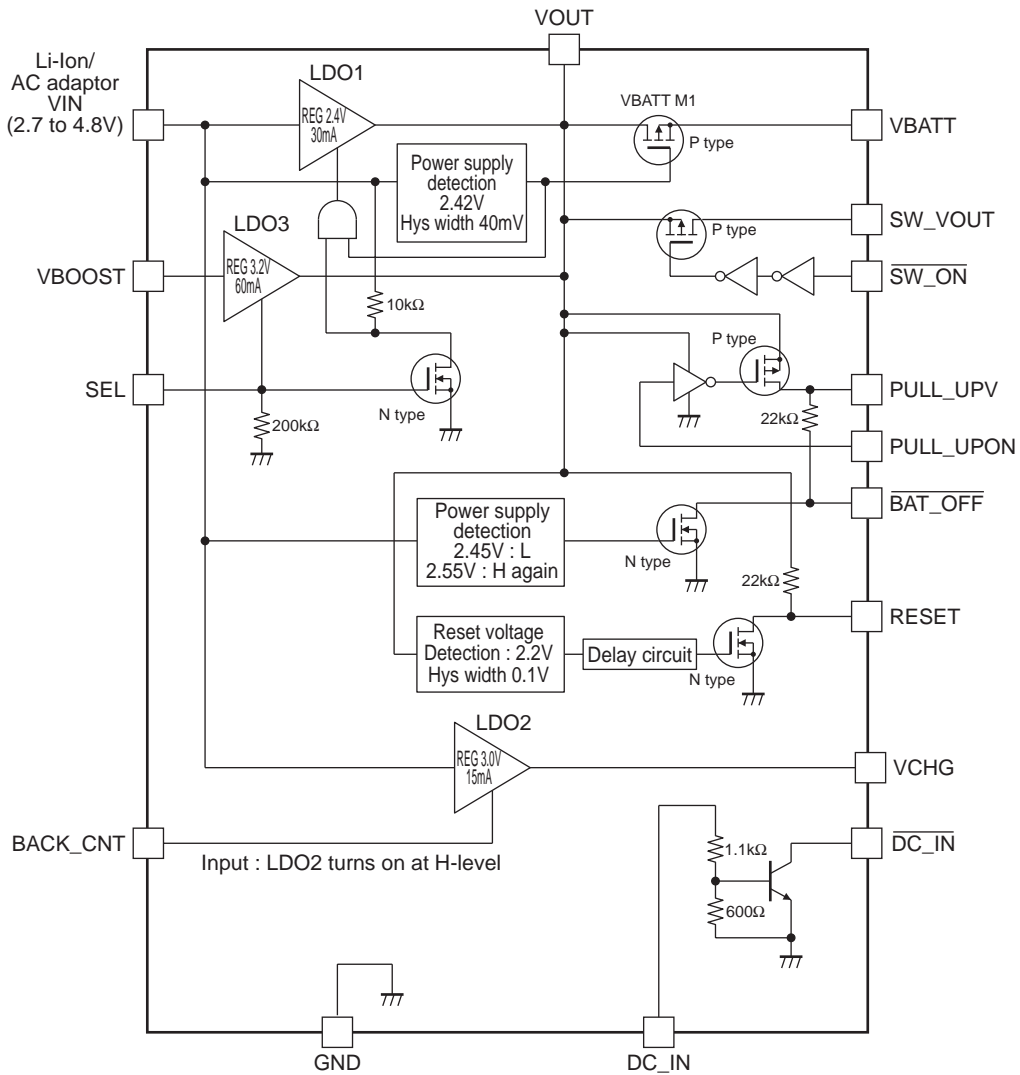 VOUT
Li-Ion/
AC adaptor
VIN
(2.7 to 4.8V)
LDO1
REG 2.4V
30mA
VBATT M1
P type
VBATT
Power supply
detection
2.42V
Hys width 40mV
LDO3
REG 3.2V
60mA
VBOOST
P type
SW_VOUT
SW_ON
10kΩ
P type
SEL
N type
200kΩ
PULL_UPV
22kΩ
PULL_UPON
BAT_OFF
Power supply
detection
2.45V : L
2.55V : H again
N type
22kΩ
RESET
Reset voltage
Detection : 2.2V
Hys width 0.1V
Delay circuit
N type
LDO2
REG 3.0V
15mA
VCHG
BACK_CNT
Input : LDO2 turns on at H-level
1.1kΩ
DC_IN
600Ω
GND
DC_IN